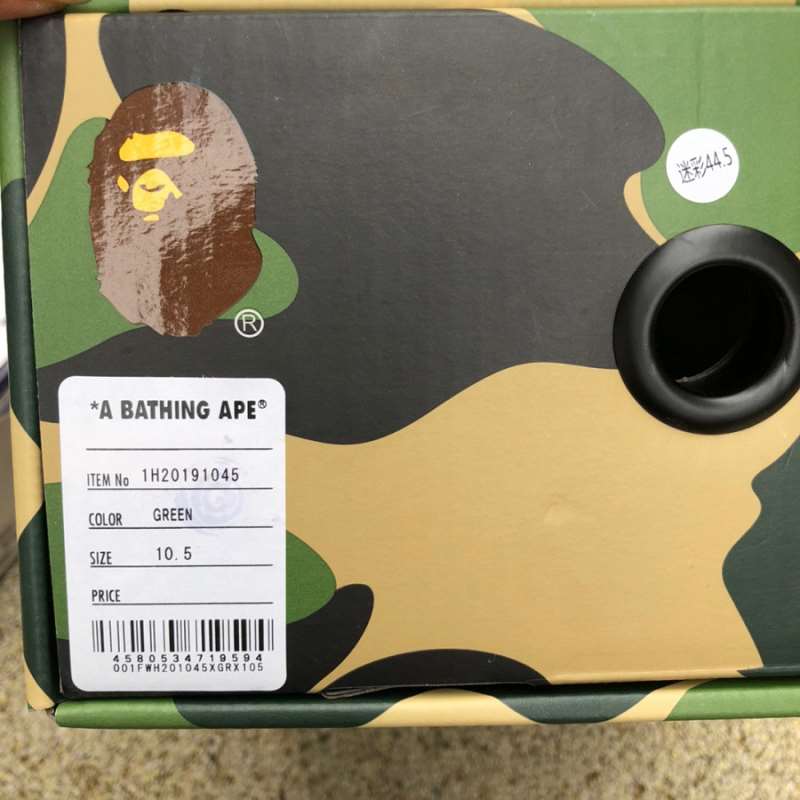 迷彩44.5
®
*A BATHING APE®
ITEM No 1H20191045
COLOR GREEN
SIZE 10.5
PRICE
4580534719594
001FWH201045XGRX105